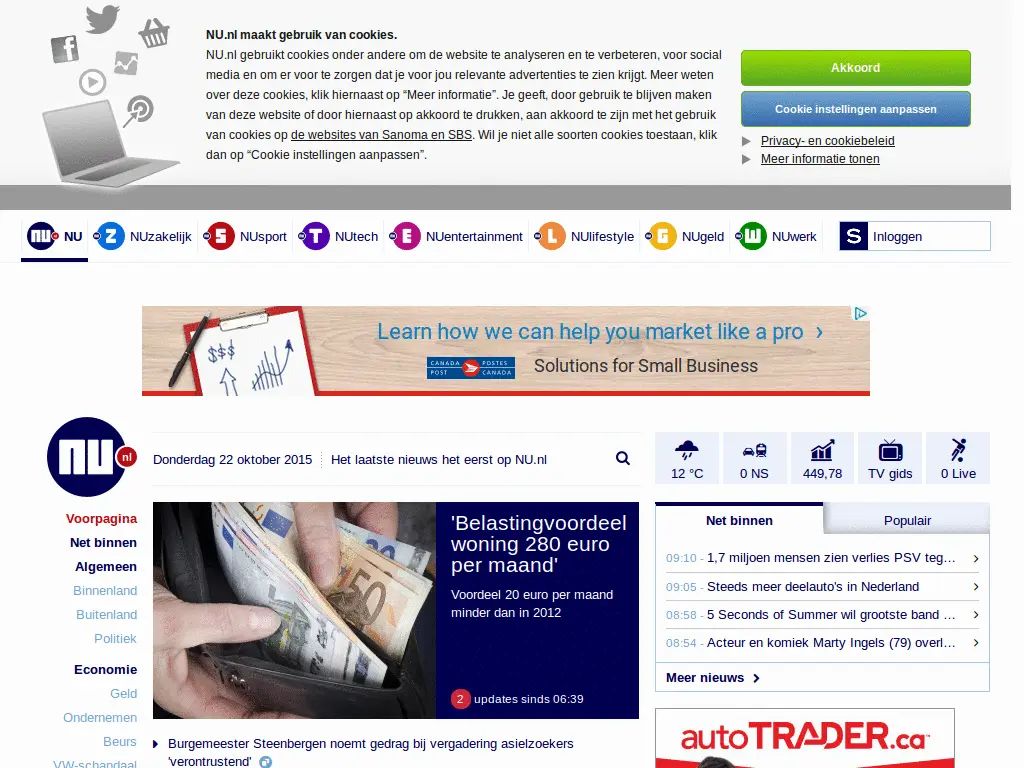 NU.nl maakt gebruik van cookies.
NU.nl gebruikt cookies onder andere om de website te analyseren en te verbeteren, voor social
media en om er voor te zorgen dat je voor jou relevante advertenties te zien krijgt. Meer weten
over deze cookies, klik hiernaast op “Meer informatie”. Je geeft, door gebruik te blijven maken
van deze website of door hiernaast op akkoord te drukken, aan akkoord te zijn met het gebruik
van cookies op de websites van Sanoma en SBS. Wil je niet alle soorten cookies toestaan, klik
dan op “Cookie instellingen aanpassen”.
Akkoord
Cookie instellingen aanpassen
Privacy- en cookiebeleid
Meer informatie tonen
NU NU
Z NUzakelijk
S NUsport
T NUtech
E NUentertainment
L NUlifestyle
G NUgeld
W NUwerk
S Inloggen
$$$
Learn how we can help you market like a pro ›
CANADA POST POSTES CANADA
Solutions for Small Business
NU nl
Donderdag 22 oktober 2015
Het laatste nieuws het eerst op NU.nl
12 °C
0 NS
449,78
TV gids
0 Live
Voorpagina
Net binnen
Algemeen
Binnenland
Buitenland
Politiek
Economie
Geld
Ondernemen
Beurs
VW-schandaal
50
'Belastingvoordeel
woning 280 euro
per maand'
Voordeel 20 euro per maand
minder dan in 2012
2 updates sinds 06:39
Burgemeester Steenbergen noemt gedrag bij vergadering asielzoekers
'verontrustend'
Net binnen
Populair
09:10 - 1,7 miljoen mensen zien verlies PSV teg…
09:05 - Steeds meer deelauto's in Nederland
08:58 - 5 Seconds of Summer wil grootste band …
08:54 - Acteur en komiek Marty Ingels (79) overl…
Meer nieuws
autoTRADER.ca